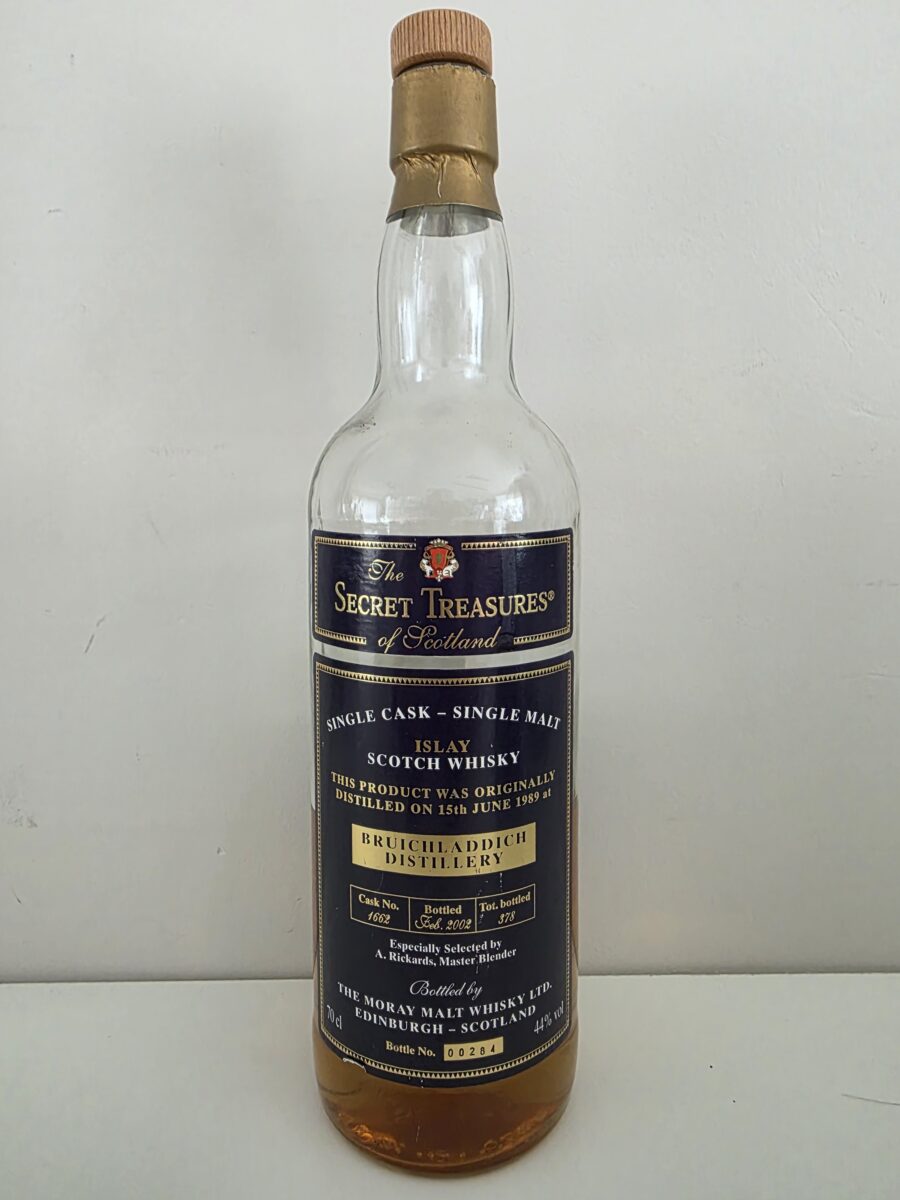 The
SECRET TREASURES®
of Scotland
SINGLE CASK – SINGLE MALT
ISLAY
SCOTCH WHISKY
THIS PRODUCT WAS ORIGINALLY
DISTILLED ON 15th JUNE 1989 at
BRUICHLADDICH
DISTILLERY
Cask No. Bottled Tot. bottled
1662 Feb. 2002 378
Especially Selected by
A. Rickards, Master Blender
Bottled by
THE MORAY MALT WHISKY LTD.
EDINBURGH – SCOTLAND
70 cl 44% vol
Bottle No. 00284